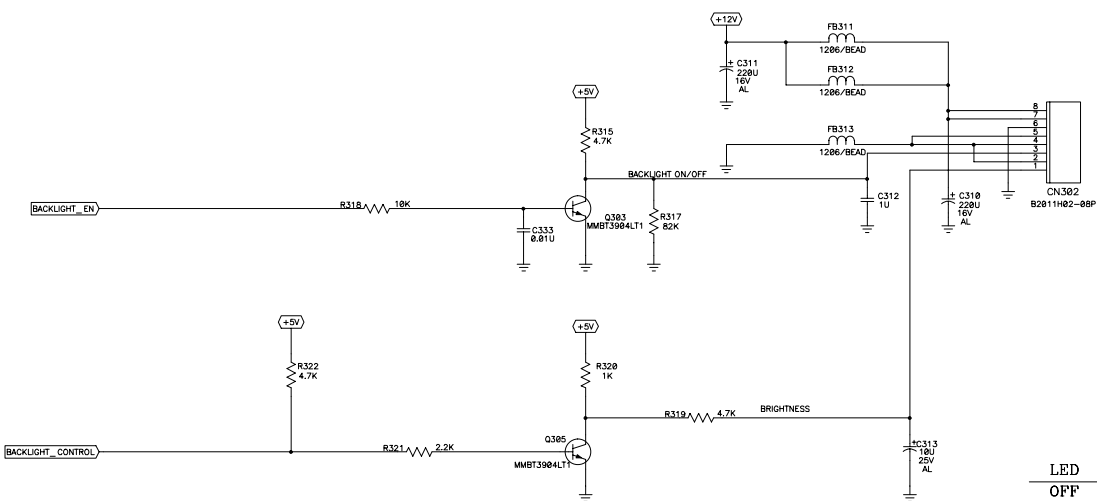 +12V
FB311
1206/BEAD
+ C311
220U
16V
AL
FB312
1206/BEAD
+5V
R315
4.7K
FB313
1206/BEAD
8
7
6
5
4
3
2
1
CN302
B2011H02-08P
BACKLIGHT ON/OFF
BACKLIGHT_EN
R318
10K
C333
0.01U
Q303
MMBT3904LT1
R317
82K
C312
1U
+ C310
220U
16V
AL
+5V
R322
4.7K
+5V
R320
1K
R319
4.7K
BRIGHTNESS
BACKLIGHT_CONTROL
R321
2.2K
Q305
MMBT3904LT1
+C313
10U
25V
AL
LED
OFF